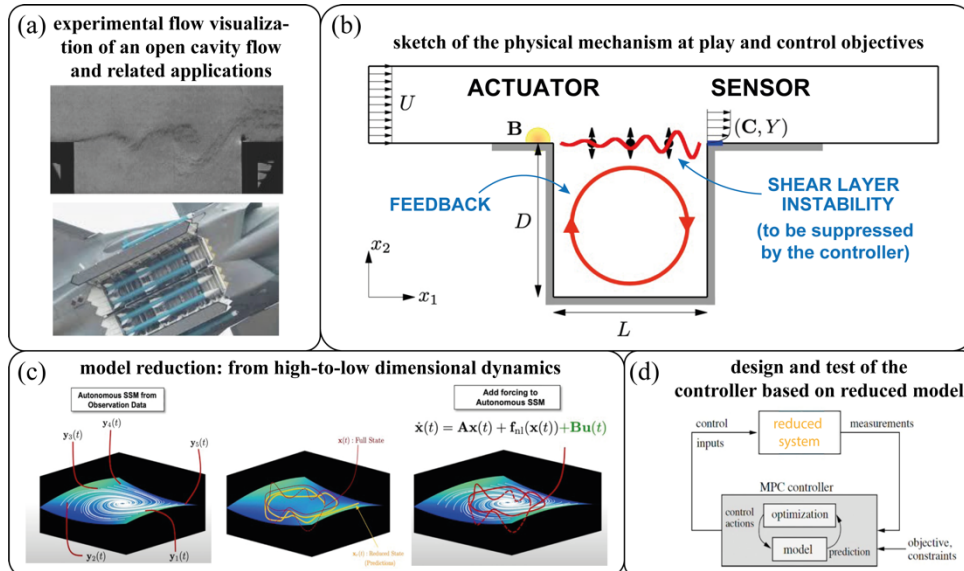 (a)
experimental flow visualiza-
tion of an open cavity flow
and related applications
(b)
sketch of the physical mechanism at play and control objectives
ACTUATOR
SENSOR
U
B
(C, Y)
FEEDBACK
D
SHEAR LAYER
INSTABILITY
(to be suppressed
by the controller)
x₂
x₁
L
(c)
model reduction: from high-to-low dimensional dynamics
Autonomous SSM from
Observation Data
y₄(t)
y₃(t)
y₅(t)
y₂(t)
y₁(t)
x(t) : Full State
xᵣ(t) : Reduced State
(Predictions)
Add forcing to
Autonomous SSM
ẋ(t) = Ax(t) + fₙₗ(x(t))+Bu(t)
(d)
design and test of the
controller based on reduced model
control
inputs
reduced
system
measurements
MPC controller
control
actions
optimization
model
prediction
objective,
constraints